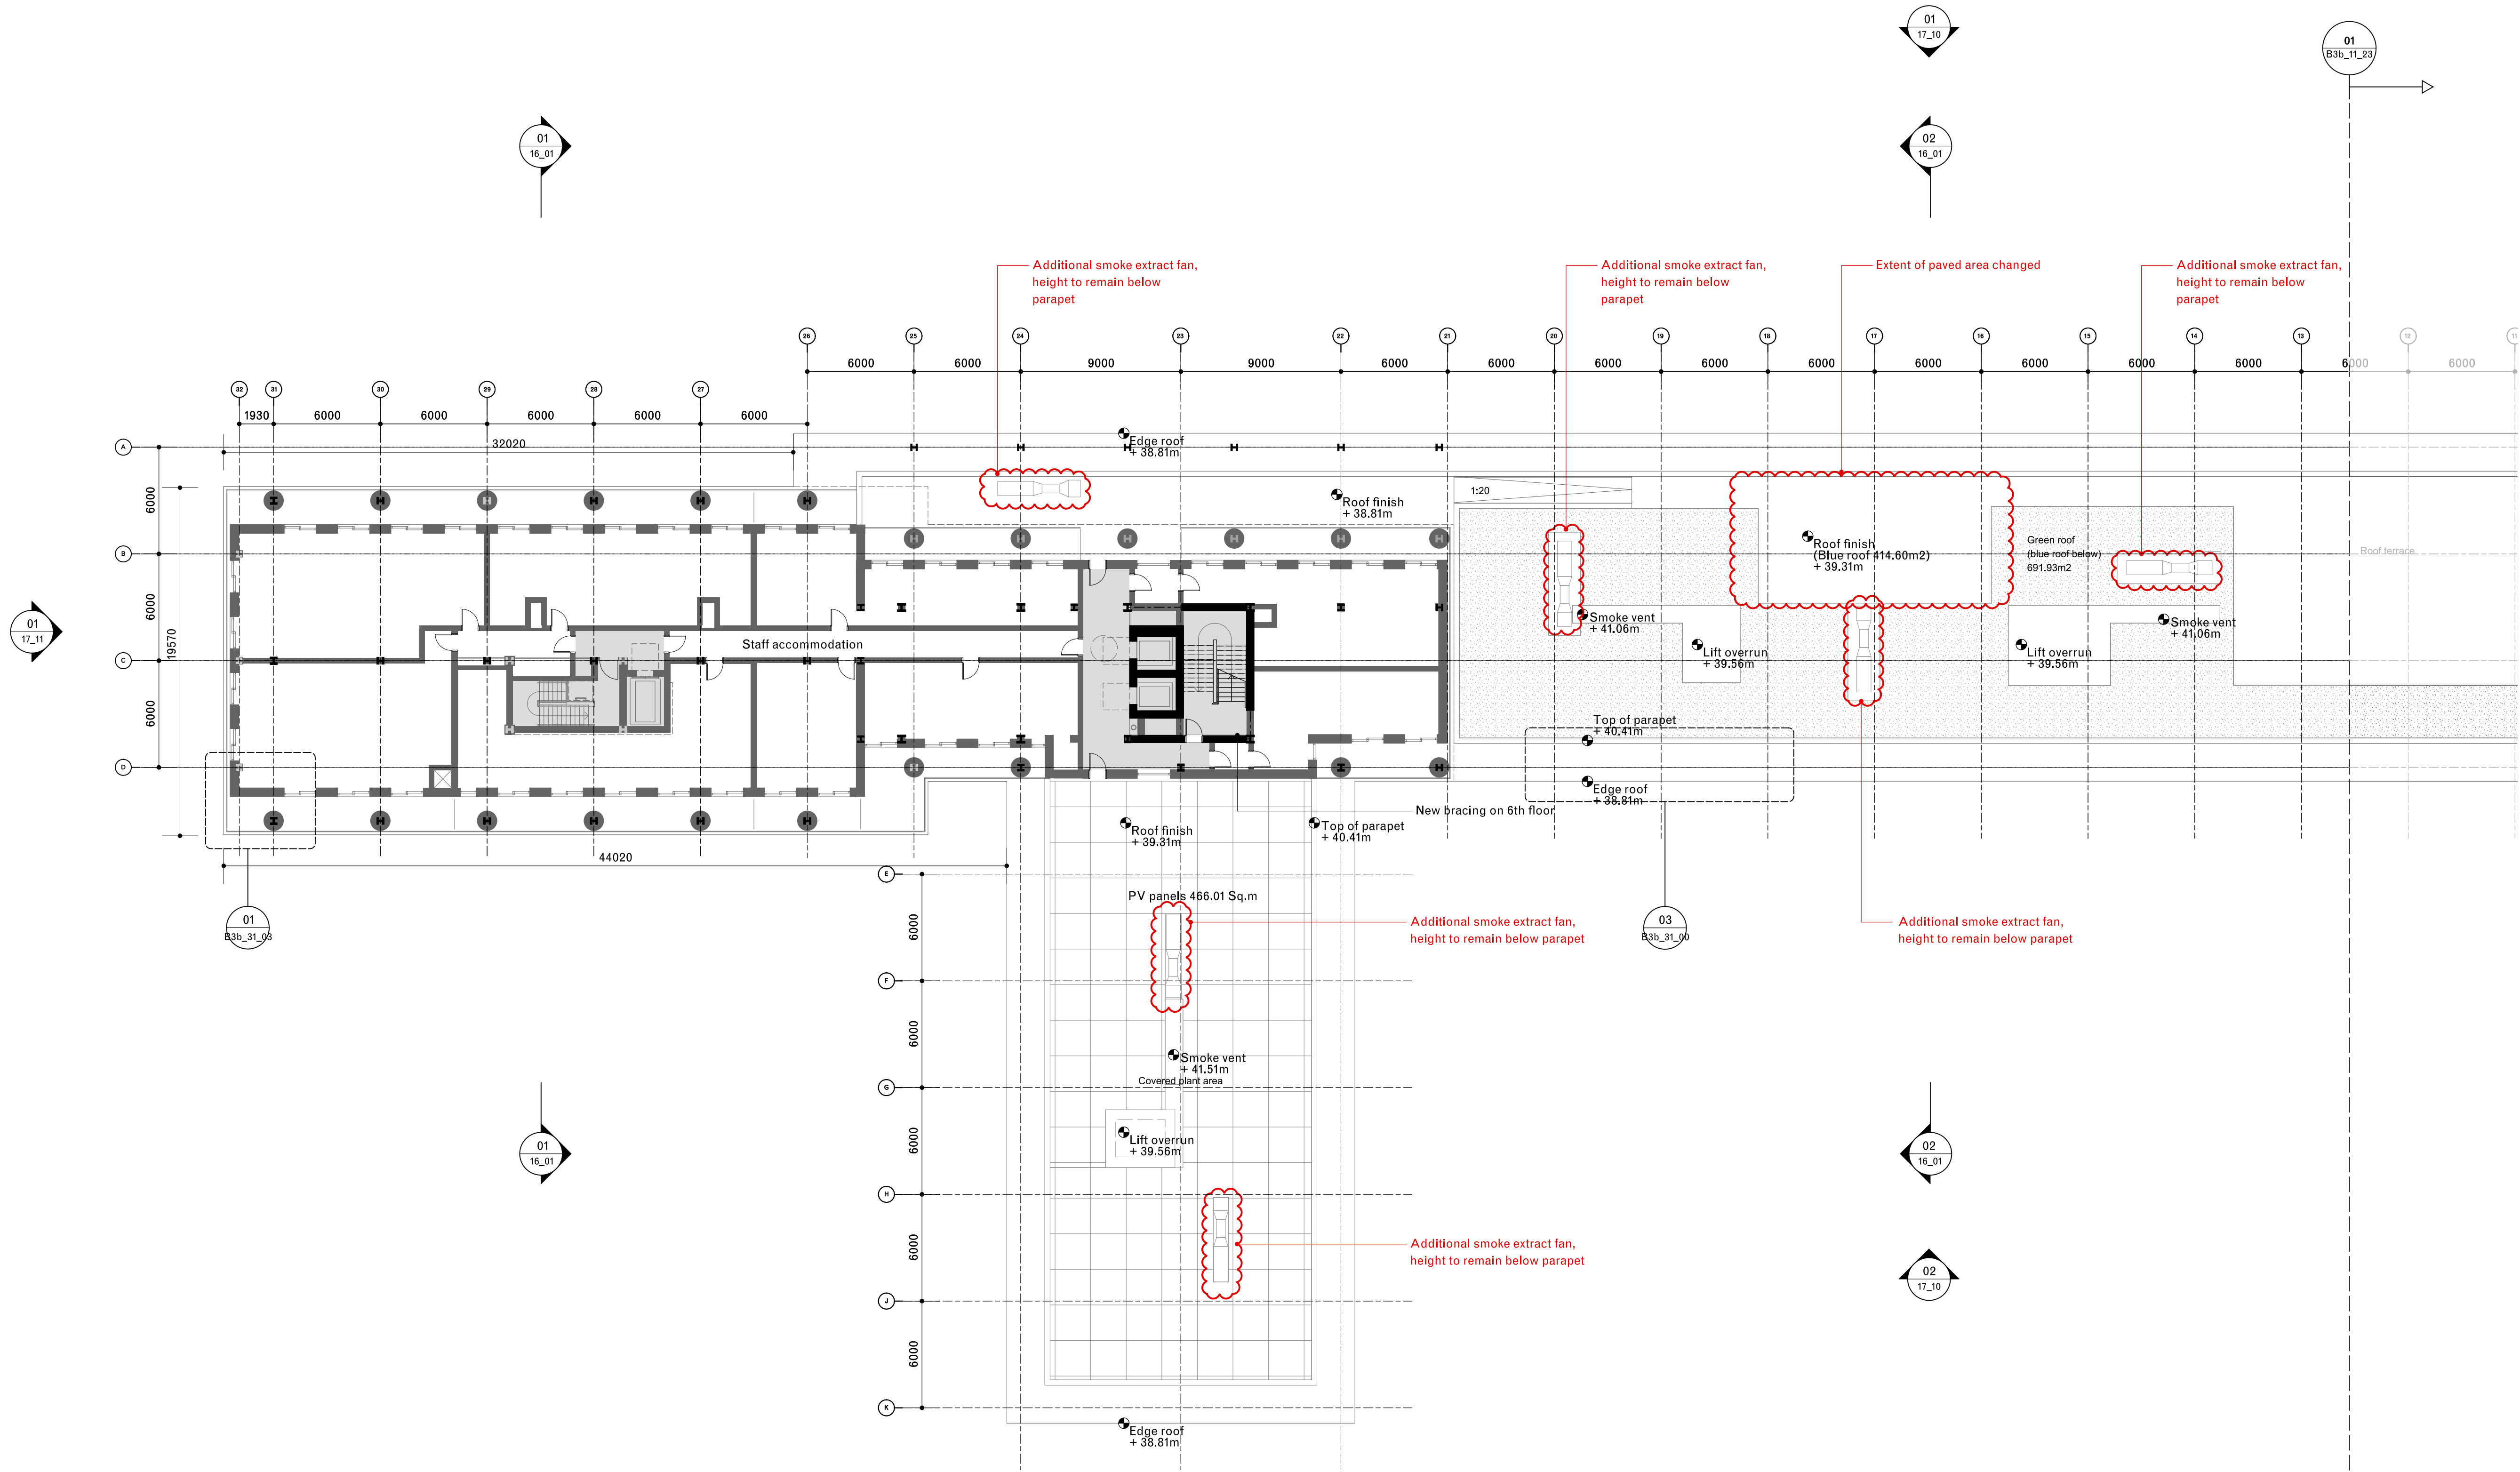 01
17_10
01
B3b_11_23
01
16_01
02
16_01
Additional smoke extract fan,
height to remain below
parapet
Additional smoke extract fan,
height to remain below
parapet
Extent of paved area changed
Additional smoke extract fan,
height to remain below
parapet
26
25
24
23
22
21
20
19
18
17
16
15
14
13
12
11
6000
6000
9000
9000
6000
6000
6000
6000
6000
6000
6000
6000
6000
6000
6000
32
31
30
29
28
27
1930
6000
6000
6000
6000
6000
32020
A
B
C
D
6000
6000
6000
19570
Edge roof
+ 38.81m
Roof finish
+ 38.81m
1:20
Roof finish
(Blue roof 414.60m2)
+ 39.31m
Green roof
(blue roof below)
691.93m2
Roof terrace
01
17_11
Staff accommodation
Smoke vent
+ 41.06m
Lift overrun
+ 39.56m
Lift overrun
+ 39.56m
Smoke vent
+ 41.06m
Top of parapet
+ 40.41m
Edge roof
+ 38.81m
New bracing on 6th floor
Roof finish
+ 39.31m
Top of parapet
+ 40.41m
44020
01
B3b_31_03
03
B3b_31_00
E
F
G
H
J
K
6000
6000
6000
6000
6000
PV panels 466.01 Sq.m
Additional smoke extract fan,
height to remain below parapet
Additional smoke extract fan,
height to remain below parapet
Smoke vent
+ 41.51m
Covered plant area
Lift overrun
+ 39.56m
01
16_01
02
16_01
Additional smoke extract fan,
height to remain below parapet
02
17_10
Edge roof
+ 38.81m